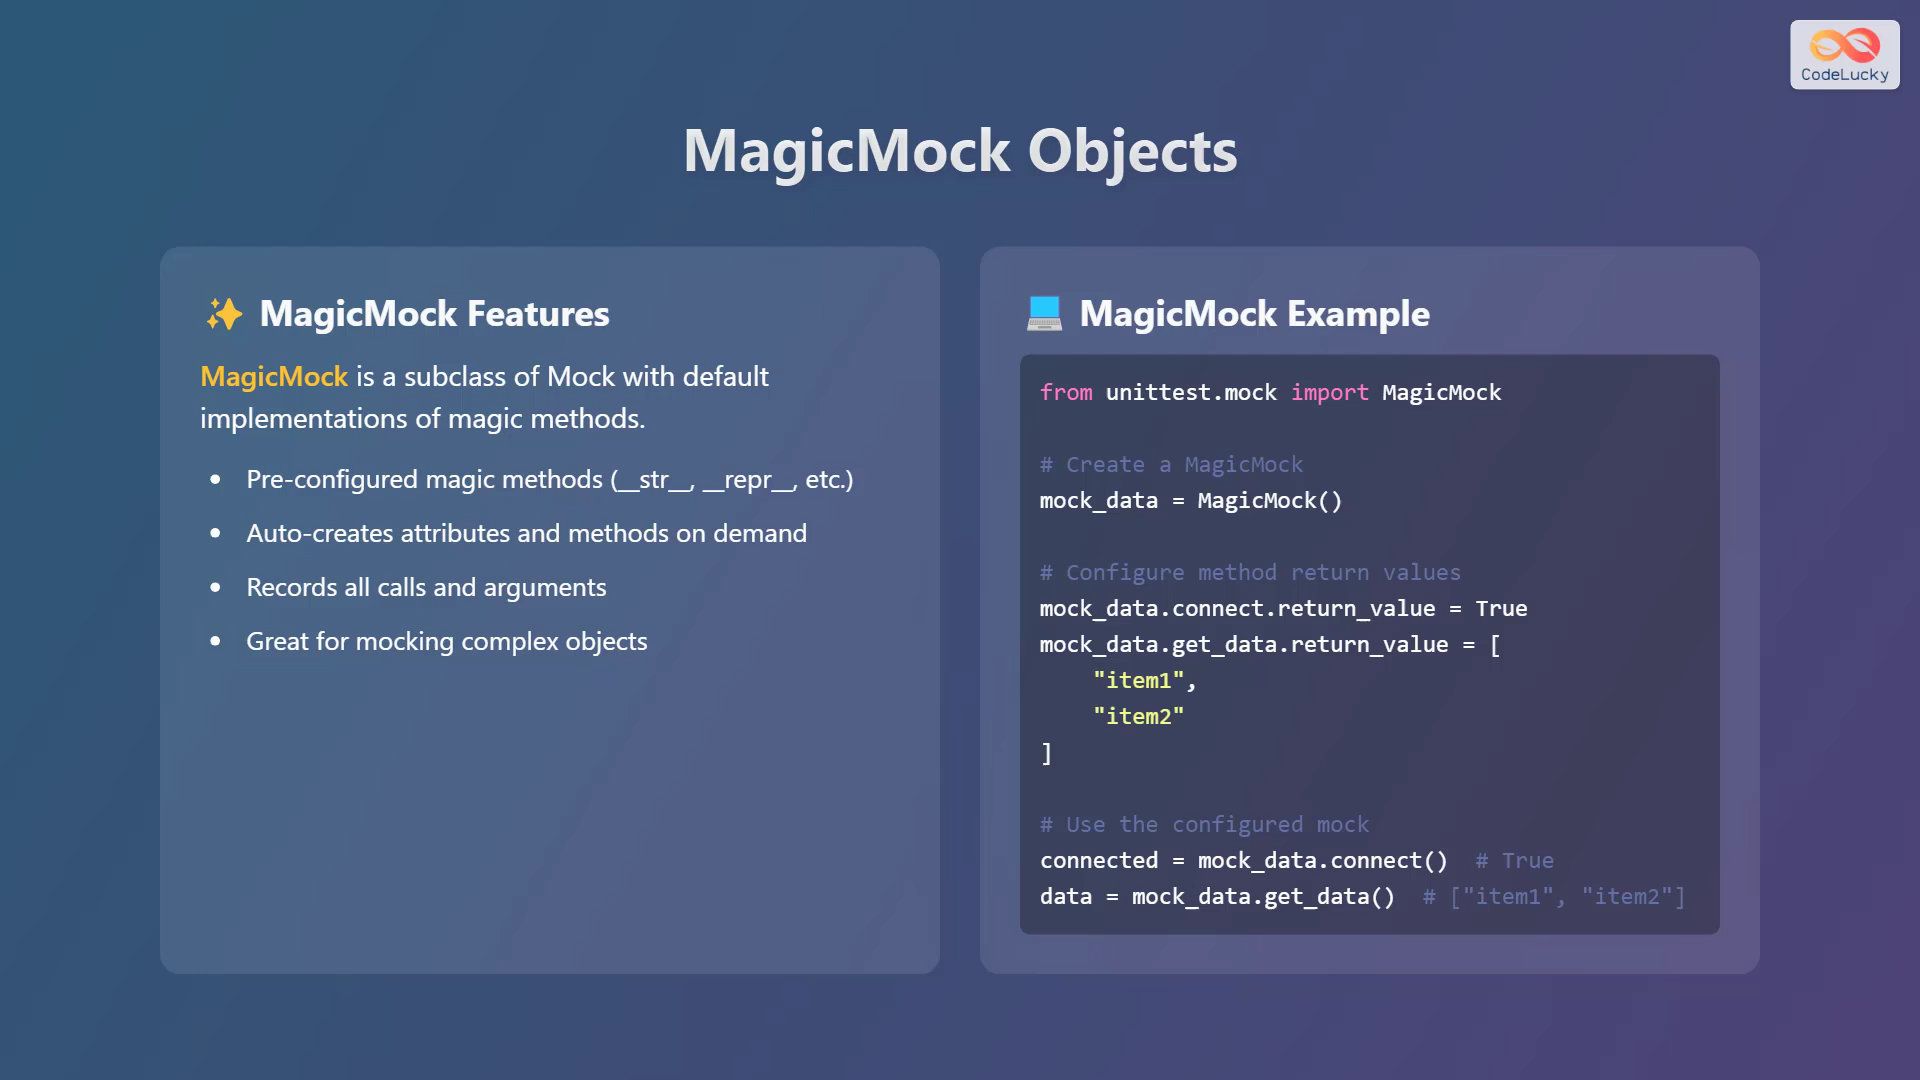 CodeLucky
MagicMock Objects
✨ MagicMock Features
MagicMock is a subclass of Mock with default
implementations of magic methods.
• Pre-configured magic methods (__str__, __repr__, etc.)
• Auto-creates attributes and methods on demand
• Records all calls and arguments
• Great for mocking complex objects
💻 MagicMock Example
from unittest.mock import MagicMock

# Create a MagicMock
mock_data = MagicMock()

# Configure method return values
mock_data.connect.return_value = True
mock_data.get_data.return_value = [
    "item1",
    "item2"
]

# Use the configured mock
connected = mock_data.connect()  # True
data = mock_data.get_data()  # ["item1", "item2"]